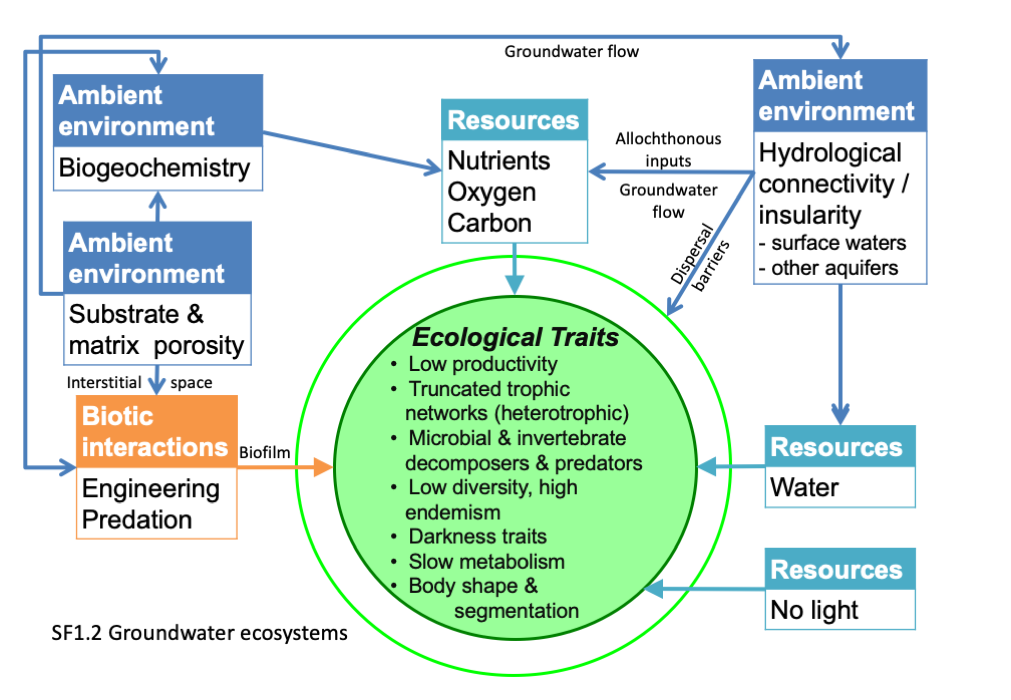 Groundwater flow
Ambient
environment
Biogeochemistry
Ambient
environment
Substrate &
matrix porosity
Interstitial space
Biotic
interactions
Engineering
Predation
Biofilm
Resources
Nutrients
Oxygen
Carbon
Allochthonous
inputs
Groundwater
flow
Dispersal
barriers
Ambient
environment
Hydrological
connectivity /
insularity
- surface waters
- other aquifers
Ecological Traits
• Low productivity
• Truncated trophic
networks (heterotrophic)
• Microbial & invertebrate
decomposers & predators
• Low diversity, high
endemism
• Darkness traits
• Slow metabolism
• Body shape &
segmentation
Resources
Water
Resources
No light
SF1.2 Groundwater ecosystems